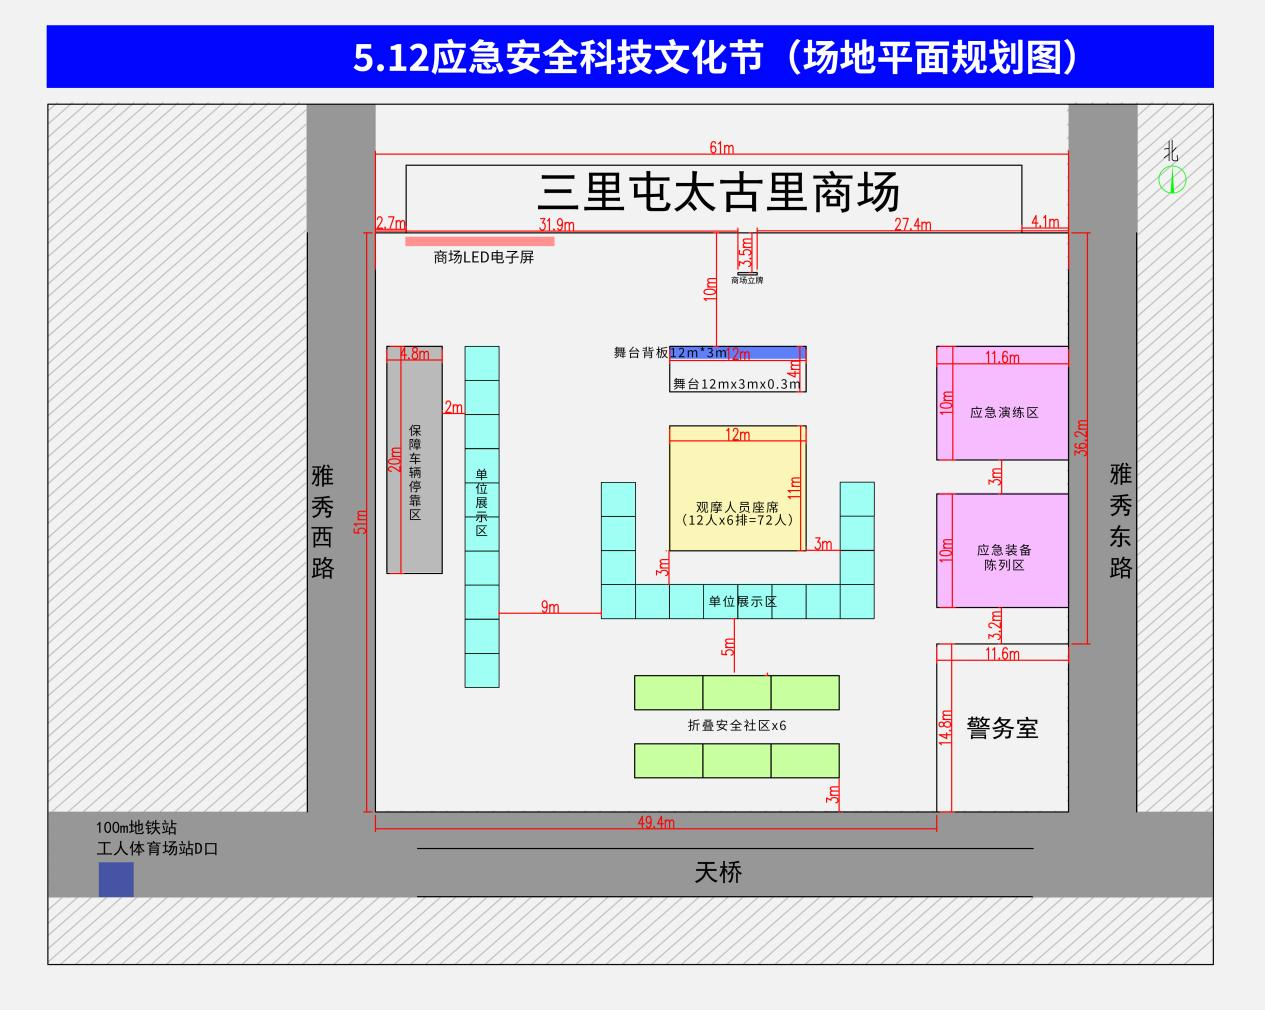 5.12应急安全科技文化节（场地平面规划图）
61m
北
三里屯太古里商场
2.7m
31.9m
27.4m
4.1m
商场LED电子屏
3.5m
商场立牌
10m
舞台背板12m*3m
12m
4m
舞台12mx3mx0.3m
4.8m
20m
保障车辆停靠区
2m
单位展示区
12m
11m
观摩人员座席
（12人x6排=72人）
11.6m
10m
应急演练区
3m
36.2m
10m
应急装备
陈列区
3.2m
雅秀西路
51m
雅秀东路
3m
3m
9m
单位展示区
5m
11.6m
14.8m
警务室
折叠安全社区x6
3m
49.4m
100m地铁站
工人体育场站D口
天桥